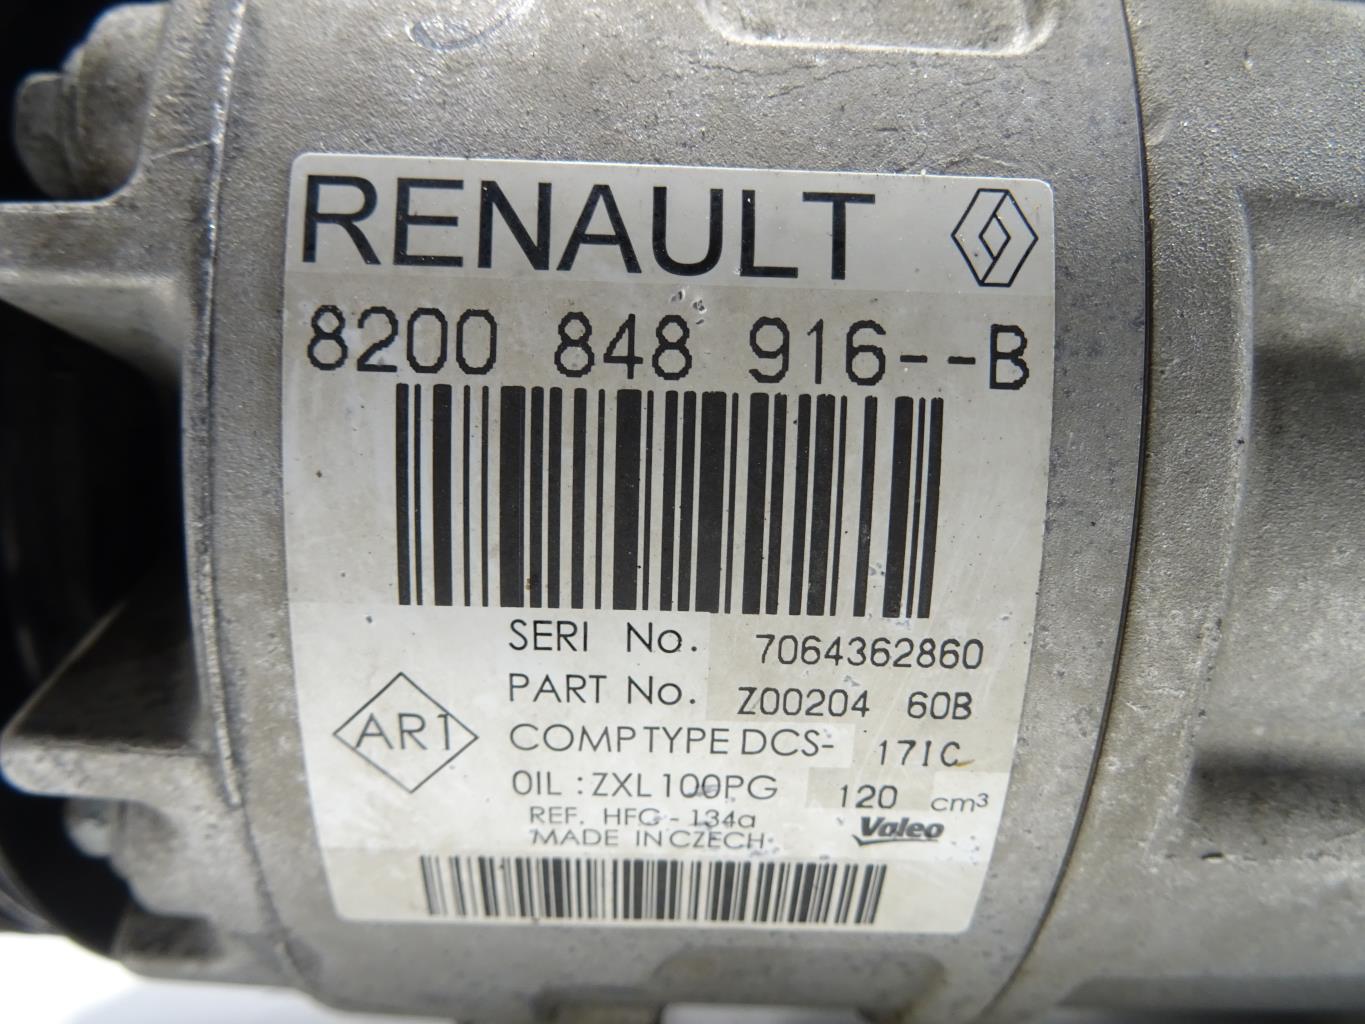 RENAULT
8200 848 916--B
SERI No. 7064362860
PART No. Z00204 60B
AR1
COMP TYPE DCS- 171C
OIL : ZXL100PG 120 cm³
REF. HFC - 134a
MADE IN CZECH
Valeo